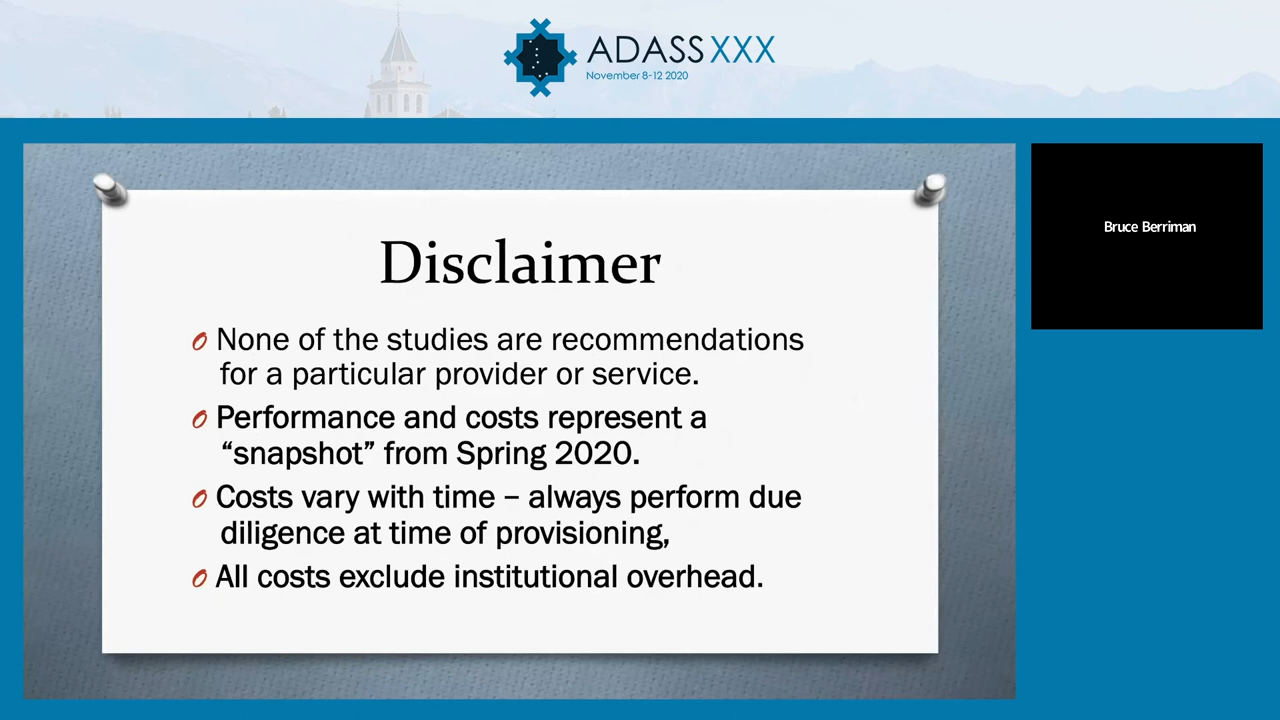 ADASS XXX
November 8-12 2020
Bruce Berriman
Disclaimer
None of the studies are recommendations
for a particular provider or service.
Performance and costs represent a
“snapshot” from Spring 2020.
Costs vary with time – always perform due
diligence at time of provisioning,
All costs exclude institutional overhead.